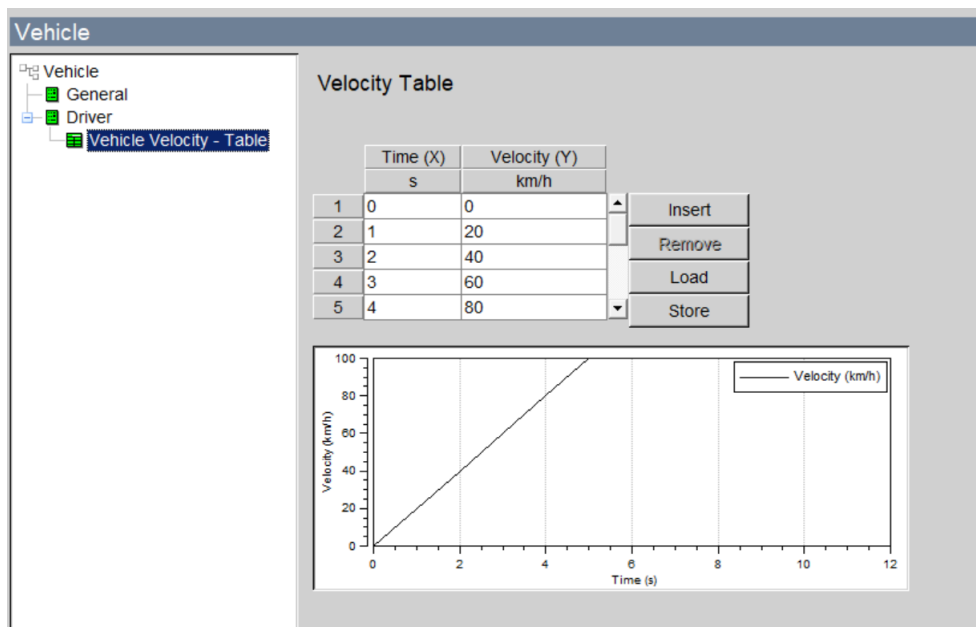 Vehicle
Vehicle
General
Driver
Vehicle Velocity - Table
Velocity Table
Time (X) Velocity (Y)
s km/h
1 0 0
2 1 20
3 2 40
4 3 60
5 4 80
Insert
Remove
Load
Store
100
80
60
40
20
0
Velocity (km/h)
Velocity (km/h)
0 2 4 6 8 10 12
Time (s)